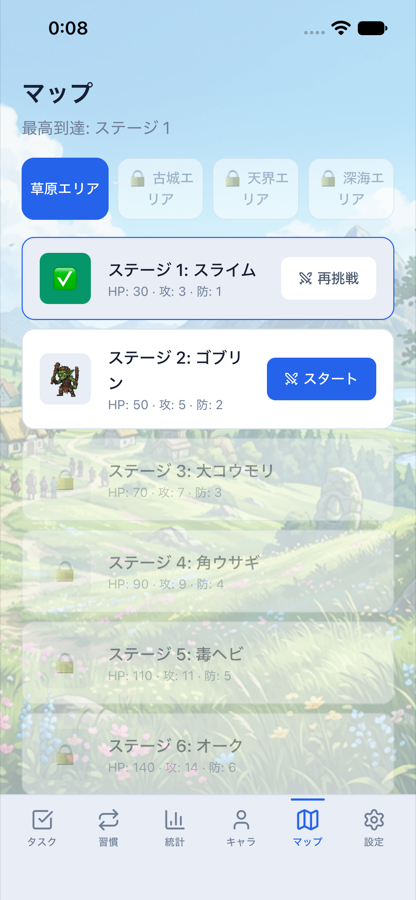 0:08
マップ
最高到達: ステージ 1
草原エリア
古城エ
リア
天界エ
リア
深海エ
リア
ステージ 1: スライム
HP: 30 · 攻: 3 · 防: 1
再挑戦
ステージ 2: ゴブリ
ン
HP: 50 · 攻: 5 · 防: 2
スタート
ステージ 3: 大コウモリ
HP: 70 · 攻: 7 · 防: 3
ステージ 4: 角ウサギ
HP: 90 · 攻: 9 · 防: 4
ステージ 5: 毒ヘビ
HP: 110 · 攻: 11 · 防: 5
ステージ 6: オーク
HP: 140 · 攻: 14 · 防: 6
タスク
習慣
統計
キャラ
マップ
設定